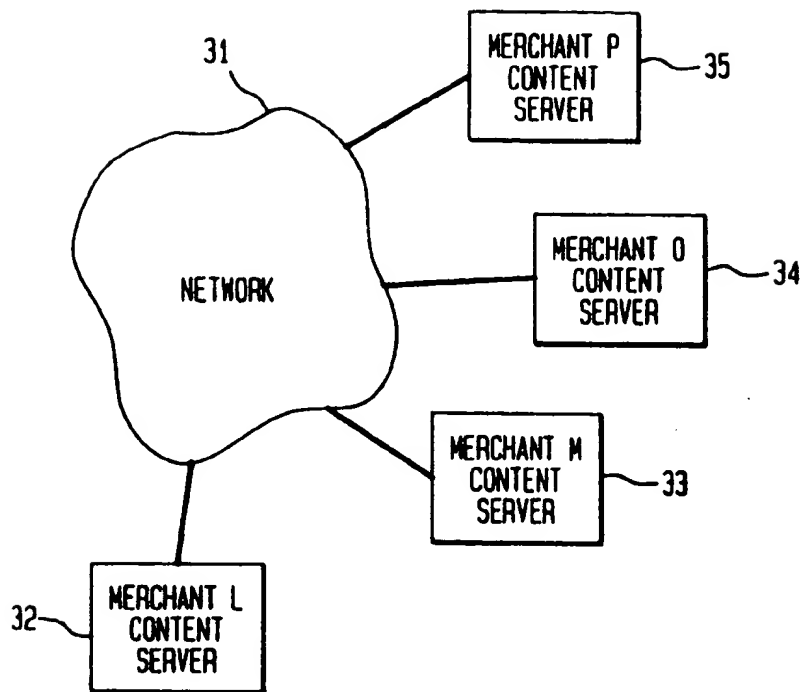 31
MERCHANT P
CONTENT
SERVER
35
NETWORK
MERCHANT O
CONTENT
SERVER
34
MERCHANT M
CONTENT
SERVER
33
32
MERCHANT L
CONTENT
SERVER